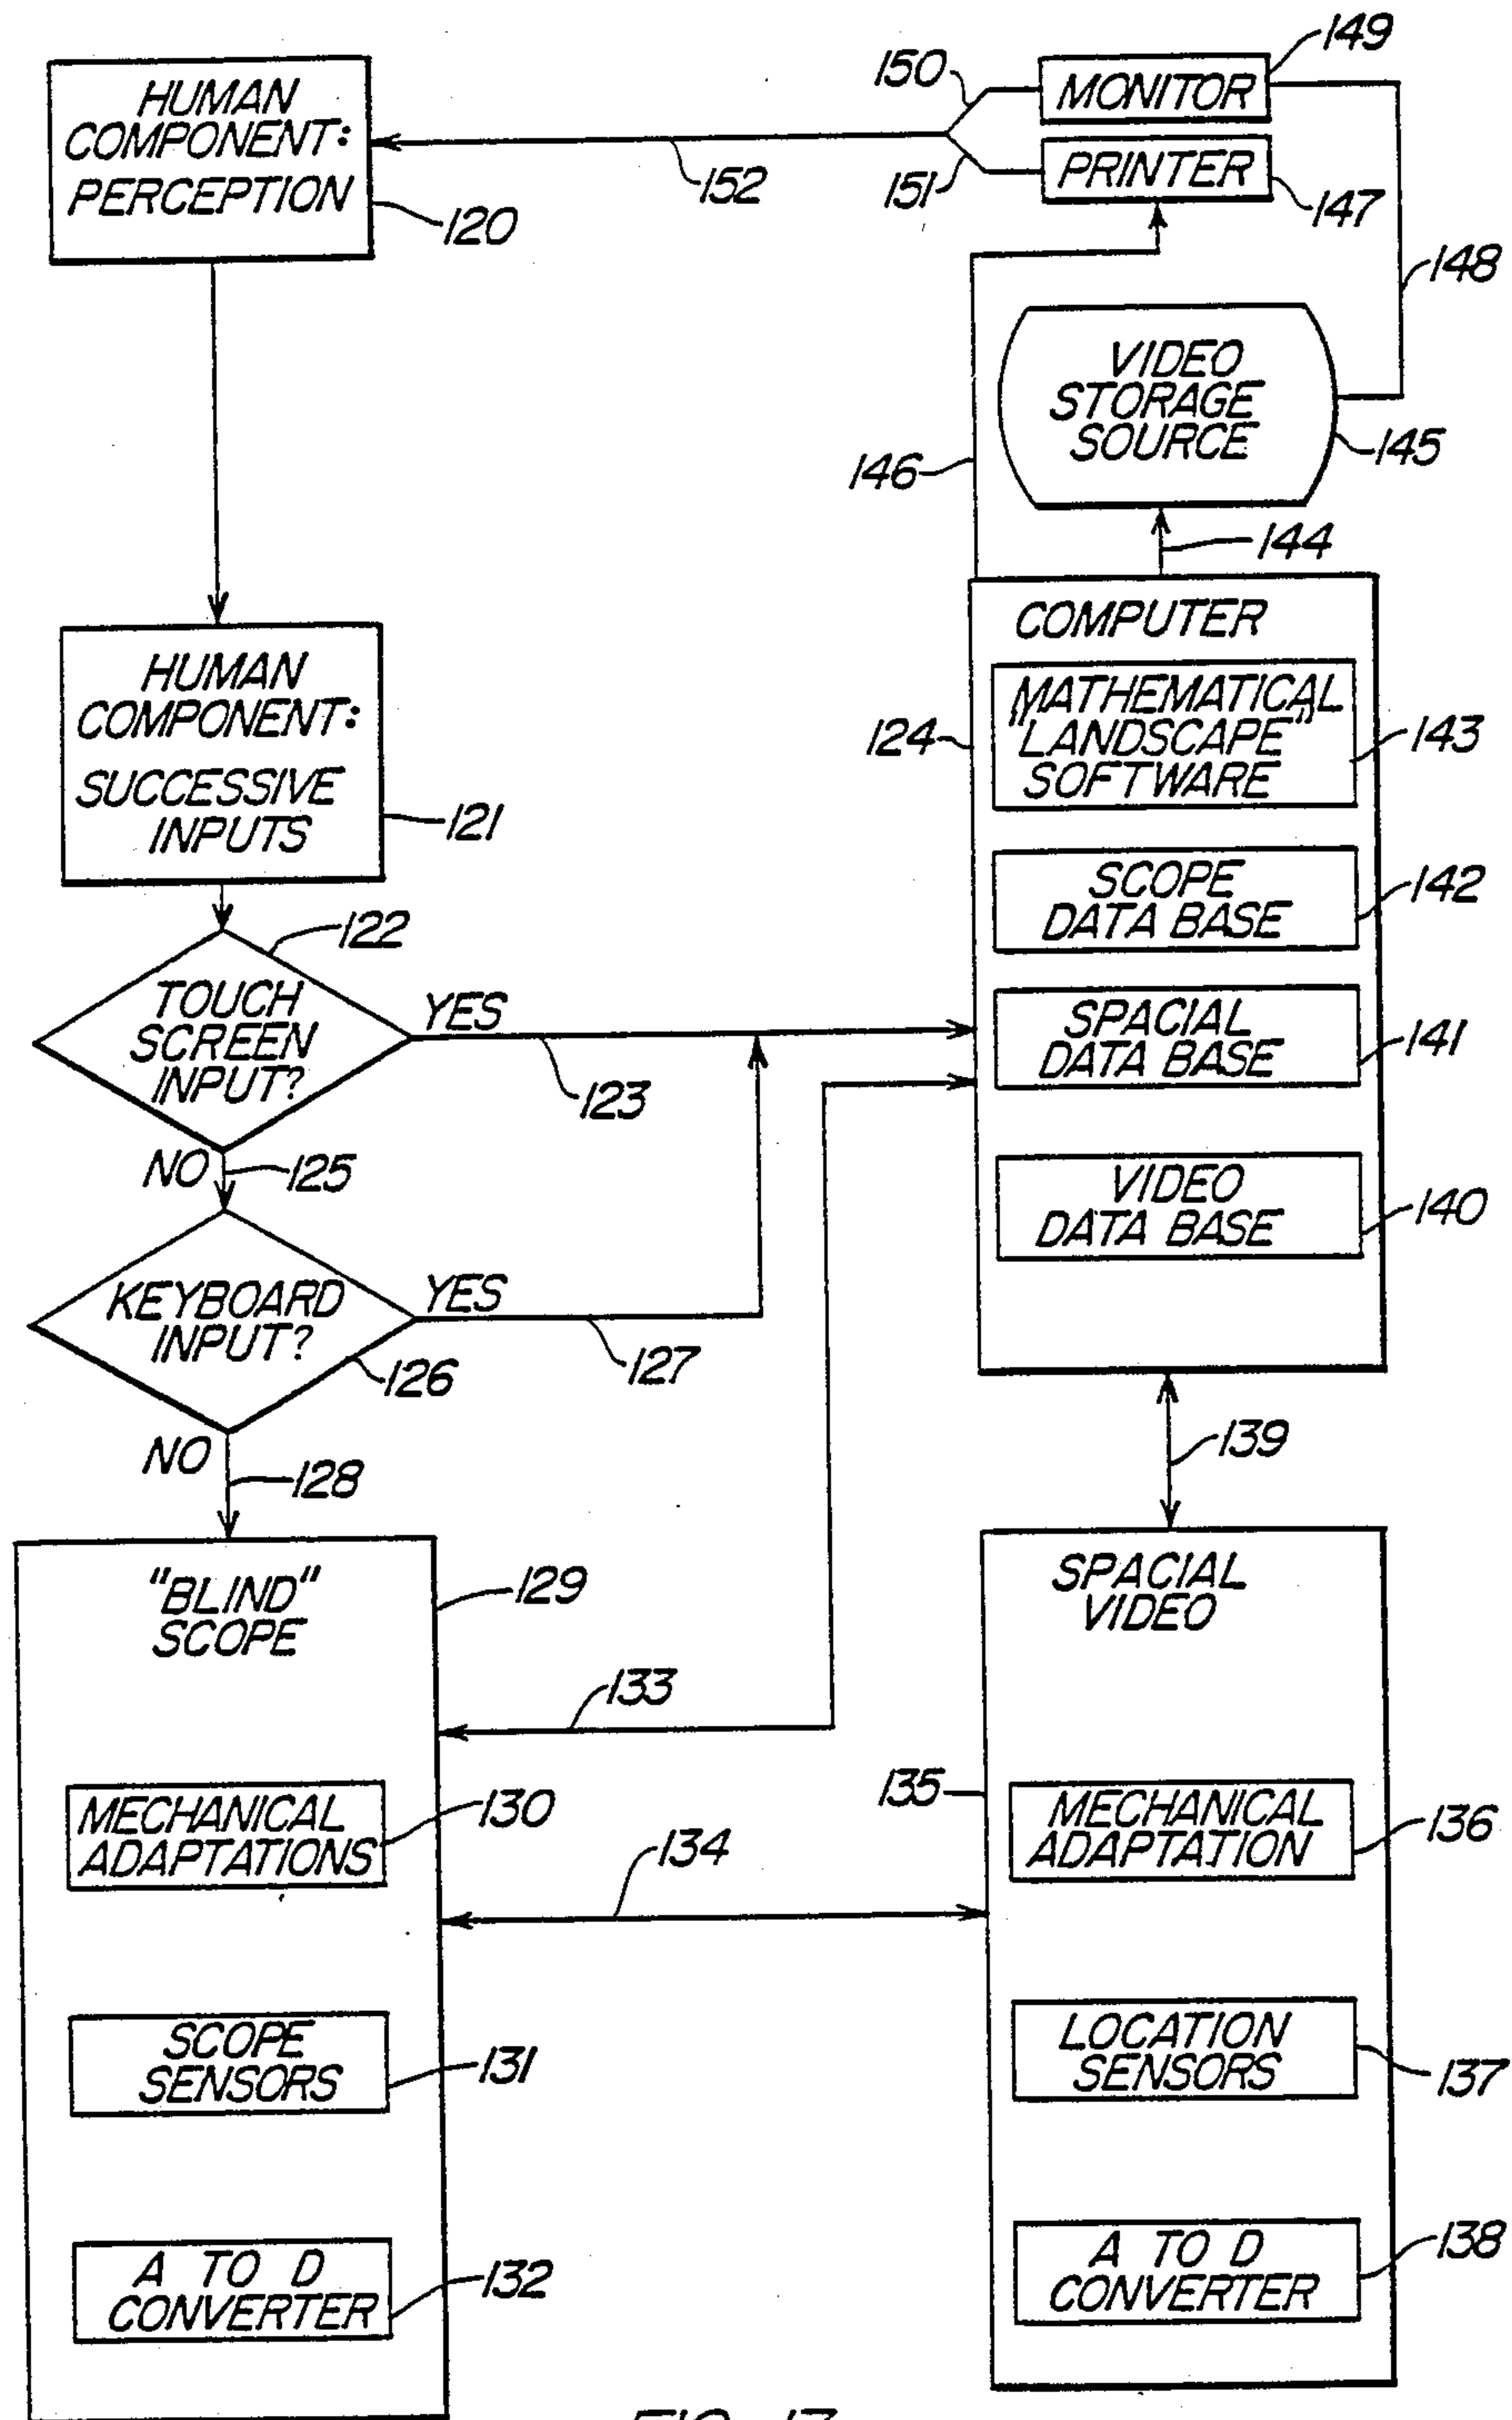 HUMAN
COMPONENT:
PERCEPTION
120
150
MONITOR
149
151
PRINTER
147
152
148
VIDEO
STORAGE
SOURCE
145
146
144
HUMAN
COMPONENT:
SUCCESSIVE
INPUTS
121
COMPUTER
124
MATHEMATICAL
"LANDSCAPE"
SOFTWARE
143
SCOPE
DATA BASE
142
SPACIAL
DATA BASE
141
VIDEO
DATA BASE
140
122
TOUCH
SCREEN
INPUT?
YES
123
NO
125
KEYBOARD
INPUT?
YES
126
127
NO
128
139
"BLIND"
SCOPE
129
133
MECHANICAL
ADAPTATIONS
130
134
SCOPE
SENSORS
131
A TO D
CONVERTER
132
SPACIAL
VIDEO
135
MECHANICAL
ADAPTATION
136
LOCATION
SENSORS
137
A TO D
CONVERTER
138